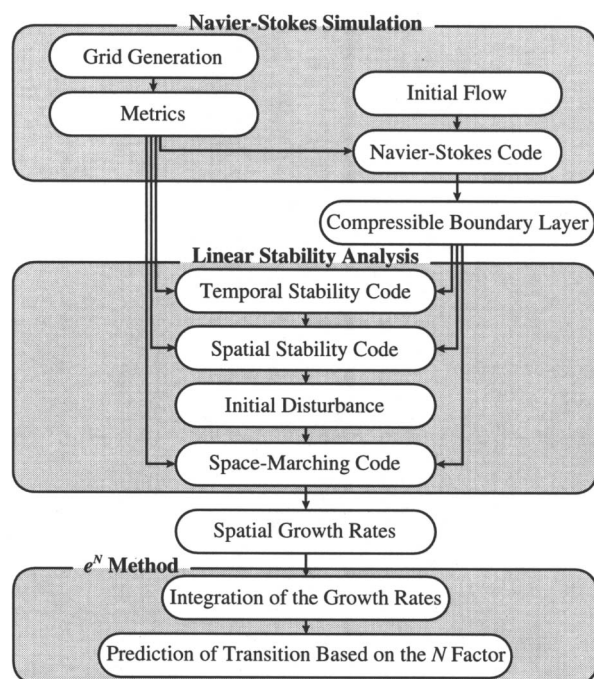 Navier-Stokes Simulation
Grid Generation
Metrics
Initial Flow
Navier-Stokes Code
Compressible Boundary Layer
Linear Stability Analysis
Temporal Stability Code
Spatial Stability Code
Initial Disturbance
Space-Marching Code
Spatial Growth Rates
e^N Method
Integration of the Growth Rates
Prediction of Transition Based on the N Factor